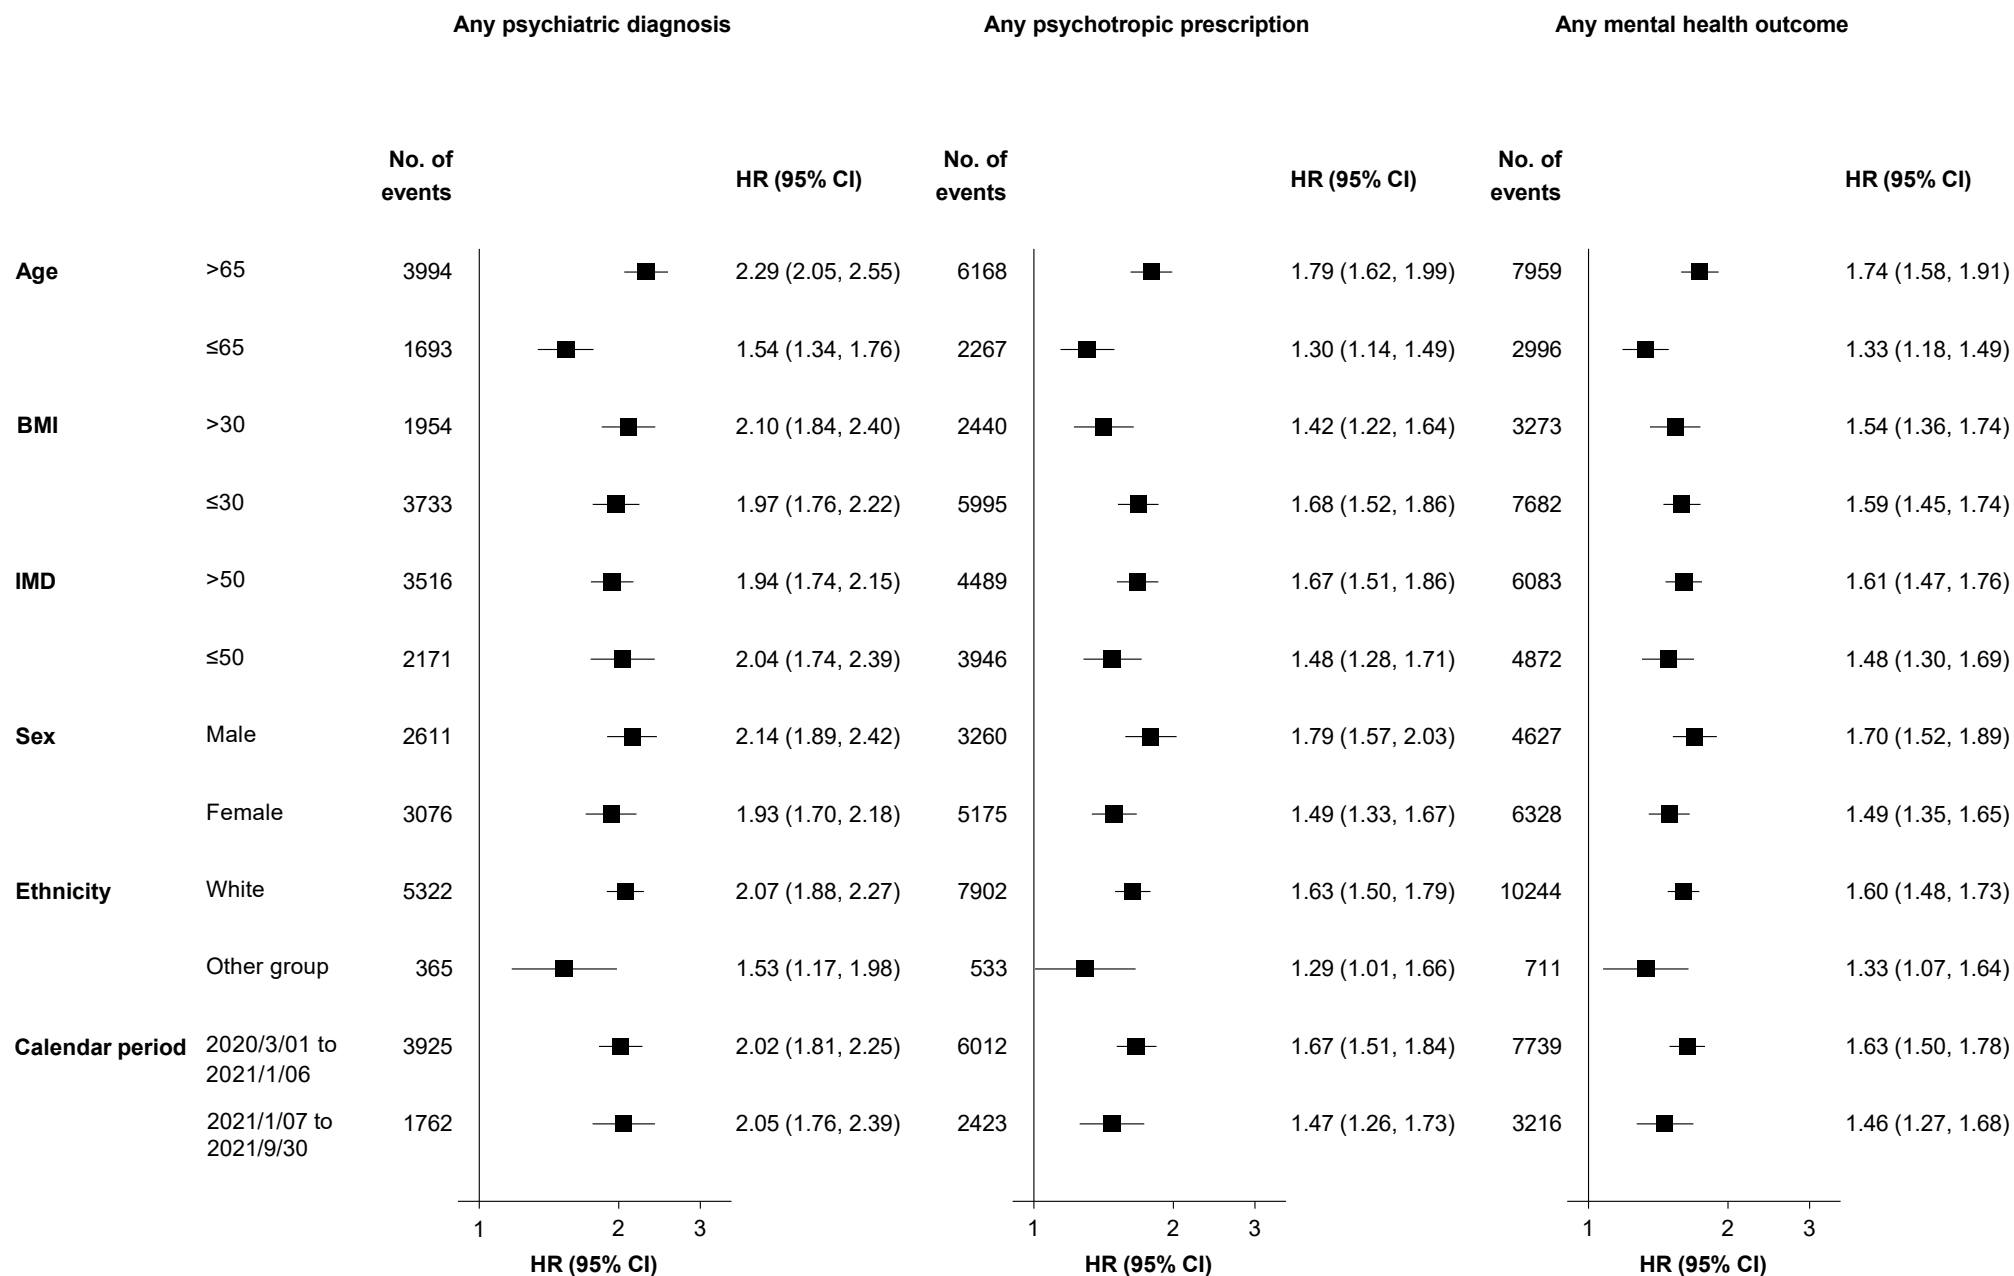 Any psychiatric diagnosis Any psychotropic prescription Any mental health outcome
No. of events HR (95% CI) No. of events HR (95% CI) No. of events HR (95% CI)
Age >65 3994 2.29 (2.05, 2.55) 6168 1.79 (1.62, 1.99) 7959 1.74 (1.58, 1.91)
≤65 1693 1.54 (1.34, 1.76) 2267 1.30 (1.14, 1.49) 2996 1.33 (1.18, 1.49)
BMI >30 1954 2.10 (1.84, 2.40) 2440 1.42 (1.22, 1.64) 3273 1.54 (1.36, 1.74)
≤30 3733 1.97 (1.76, 2.22) 5995 1.68 (1.52, 1.86) 7682 1.59 (1.45, 1.74)
IMD >50 3516 1.94 (1.74, 2.15) 4489 1.67 (1.51, 1.86) 6083 1.61 (1.47, 1.76)
≤50 2171 2.04 (1.74, 2.39) 3946 1.48 (1.28, 1.71) 4872 1.48 (1.30, 1.69)
Sex Male 2611 2.14 (1.89, 2.42) 3260 1.79 (1.57, 2.03) 4627 1.70 (1.52, 1.89)
Female 3076 1.93 (1.70, 2.18) 5175 1.49 (1.33, 1.67) 6328 1.49 (1.35, 1.65)
Ethnicity White 5322 2.07 (1.88, 2.27) 7902 1.63 (1.50, 1.79) 10244 1.60 (1.48, 1.73)
Other group 365 1.53 (1.17, 1.98) 533 1.29 (1.01, 1.66) 711 1.33 (1.07, 1.64)
Calendar period 2020/3/01 to 3925 2.02 (1.81, 2.25) 6012 1.67 (1.51, 1.84) 7739 1.63 (1.50, 1.78)
2021/1/06
2021/1/07 to 1762 2.05 (1.76, 2.39) 2423 1.47 (1.26, 1.73) 3216 1.46 (1.27, 1.68)
2021/9/30
1 2 3 1 2 3 1 2 3
HR (95% CI) HR (95% CI) HR (95% CI)